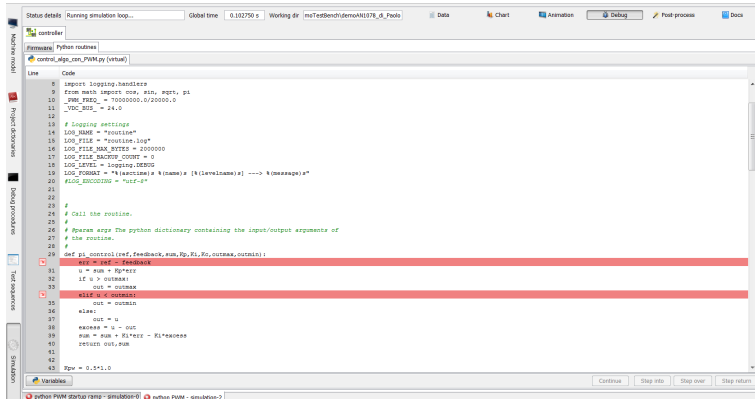 Status details Running simulation loop... Global time 0.102750 s Working dir moTestBench\demoAN1078_di_Paolo Data Chart Animation Debug Post-process Docs
controller
Firmware Python routines
control_algo_con_PWM.py (virtual)
Line Code
8 import logging.handlers
9 from math import cos, sin, sqrt, pi
10 _PWM_FREQ_ = 70000000.0/20000.0
11 _VDC_BUS_ = 24.0
12
13 # Logging settings
14 LOG_NAME = "routine"
15 LOG_FILE = "routine.log"
16 LOG_FILE_MAX_BYTES = 2000000
17 LOG_FILE_BACKUP_COUNT = 0
18 LOG_LEVEL = logging.DEBUG
19 LOG_FORMAT = "%(asctime)s %(name)s [%(levelname)s] ---> %(message)s"
20 #LOG_ENCODING = "utf-8"
21
22
23 #
24 # Call the routine.
25 #
26 # @param args The python dictionary containing the input/output arguments of
27 # the routine.
28 #
29 def pi_control(ref,feedback,sum,Kp,Ki,Kc,outmax,outmin):
err = ref - feedback
31 u = sum + Kp*err
32 if u > outmax:
33 out = outmax
elif u < outmin:
35 out = outmin
36 else:
37 out = u
38 excess = u - out
39 sum = sum + Ki*err - Ki*excess
40 return out,sum
41
42
43 Kpw = 0.5*1.0
Variables Continue Step into Step over Step return
python PWM startup ramp - simulation-0 python PWM - simulation-2
Machine model
Project dictionaries
Debug procedures
Test sequences
Simulation